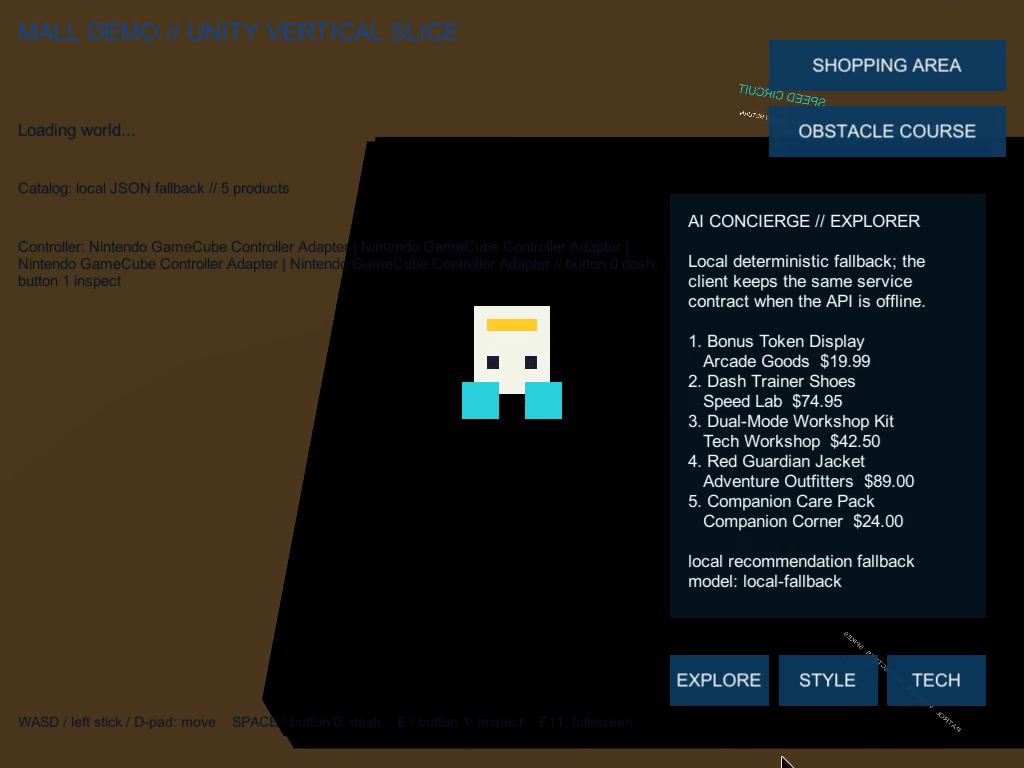 MALL DEMO // UNITY VERTICAL SLICE
SHOPPING AREA
SPEED CIRCUIT
OBSTACLE COURSE
Loading world...
Catalog: local JSON fallback // 5 products
Controller: Nintendo GameCube Controller Adapter | Nintendo GameCube Controller Adapter |
Nintendo GameCube Controller Adapter | Nintendo GameCube Controller Adapter // button 0 dash
button 1 inspect
AI CONCIERGE // EXPLORER
Local deterministic fallback; the
client keeps the same service
contract when the API is offline.
1. Bonus Token Display
Arcade Goods $19.99
2. Dash Trainer Shoes
Speed Lab $74.95
3. Dual-Mode Workshop Kit
Tech Workshop $42.50
4. Red Guardian Jacket
Adventure Outfitters $89.00
5. Companion Care Pack
Companion Corner $24.00
local recommendation fallback
model: local-fallback
EXPLORE
STYLE
TECH
WASD / left stick / D-pad: move SPACE / button 0: dash E / button 1: inspect F11: fullscreen